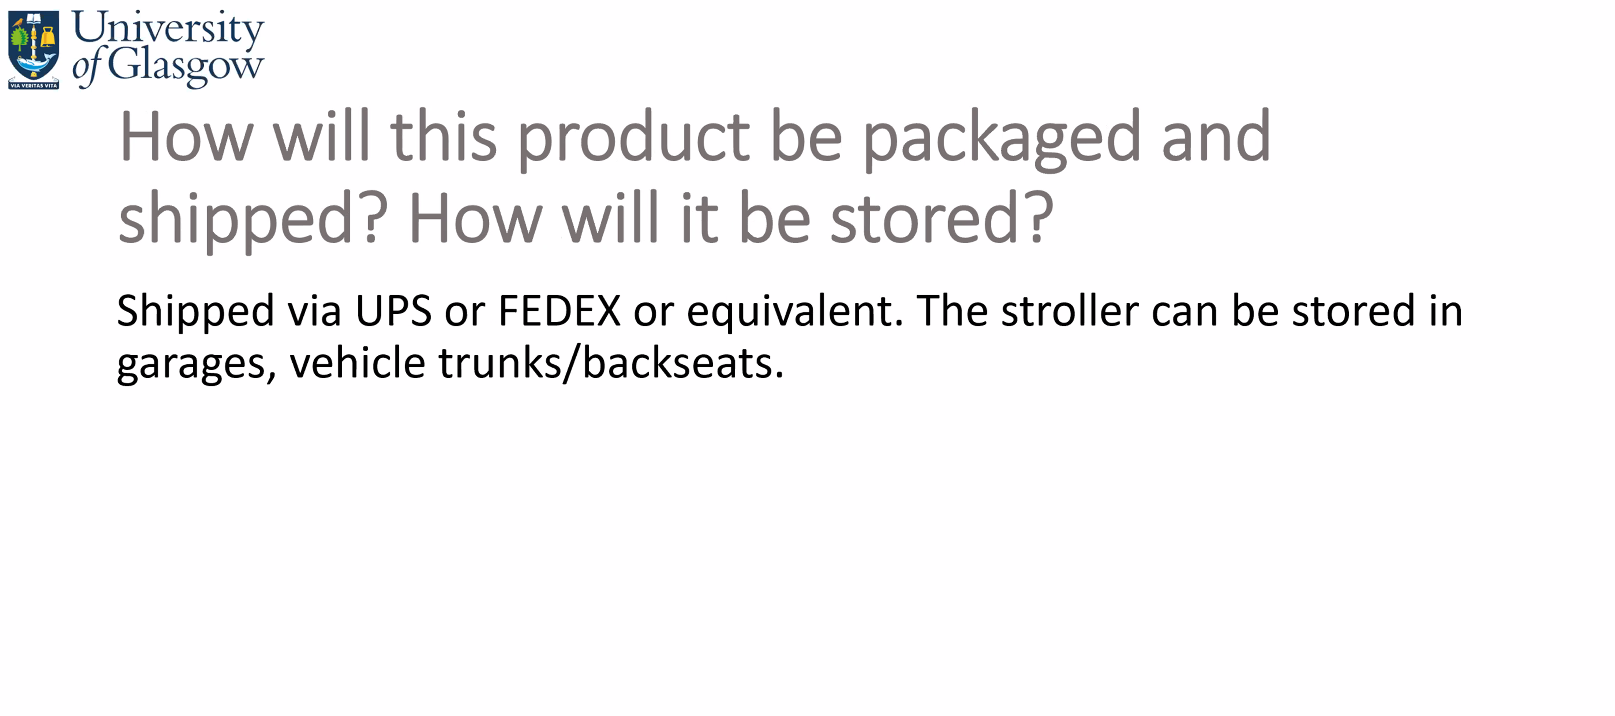 University
of Glasgow
VIA VERITAS VITA
How will this product be packaged and
shipped? How will it be stored?
Shipped via UPS or FEDEX or equivalent. The stroller can be stored in
garages, vehicle trunks/backseats.